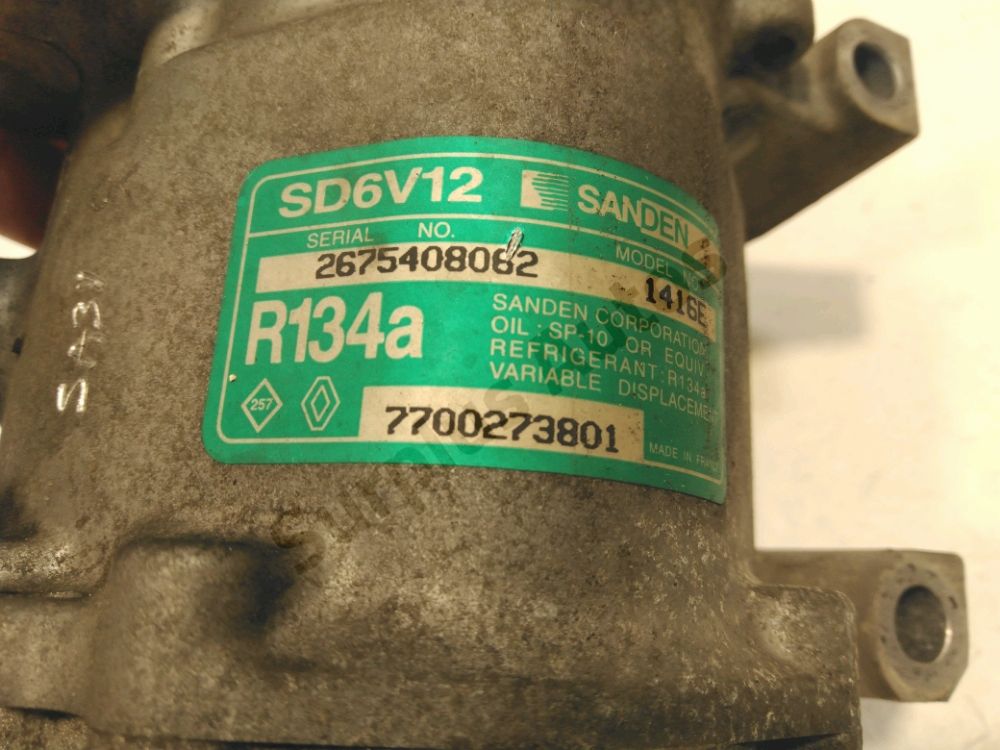 SD6V12 SANDEN
SERIAL NO. MODEL NO.
2675408062 1416E
R134a
SANDEN CORPORATION
OIL : SP-10 OR EQUIV
REFRIGERANT : R134a
VARIABLE DISPLACEMENT
257
7700273801
MADE IN FRANCE